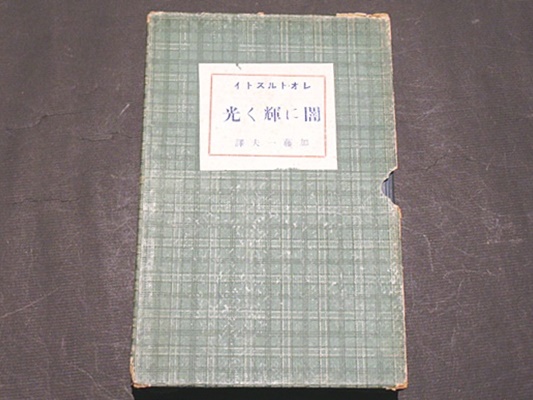 レオ・トルストイ
闇に輝く光
加藤一夫譯